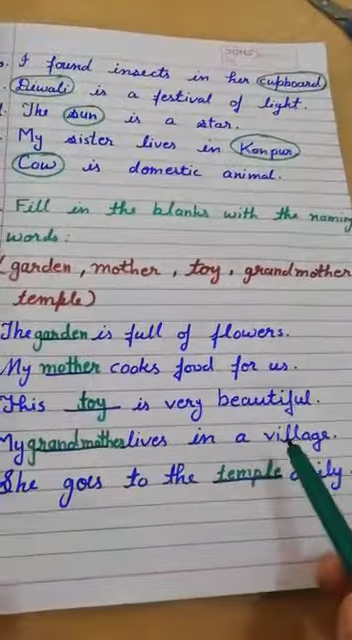 I found insects in her cupboard
Diwali is a festival of light.
The sun is a star.
My sister lives in Kanpur
Cow is domestic animal.
Fill in the blanks with the naming
words:
(garden, mother, toy, grandmother
temple)
The garden is full of flowers.
My mother cooks food for us.
This toy is very beautiful.
My grandmother lives in a village.
She goes to the temple daily.